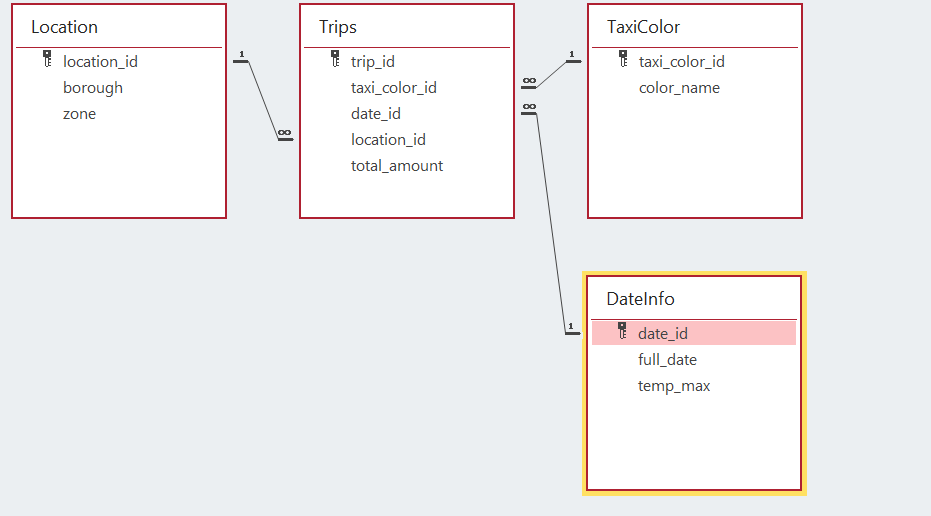 Location
location_id
borough
zone
1
∞
Trips
trip_id
taxi_color_id
date_id
location_id
total_amount
∞
∞
1
TaxiColor
taxi_color_id
color_name
1
DateInfo
date_id
full_date
temp_max